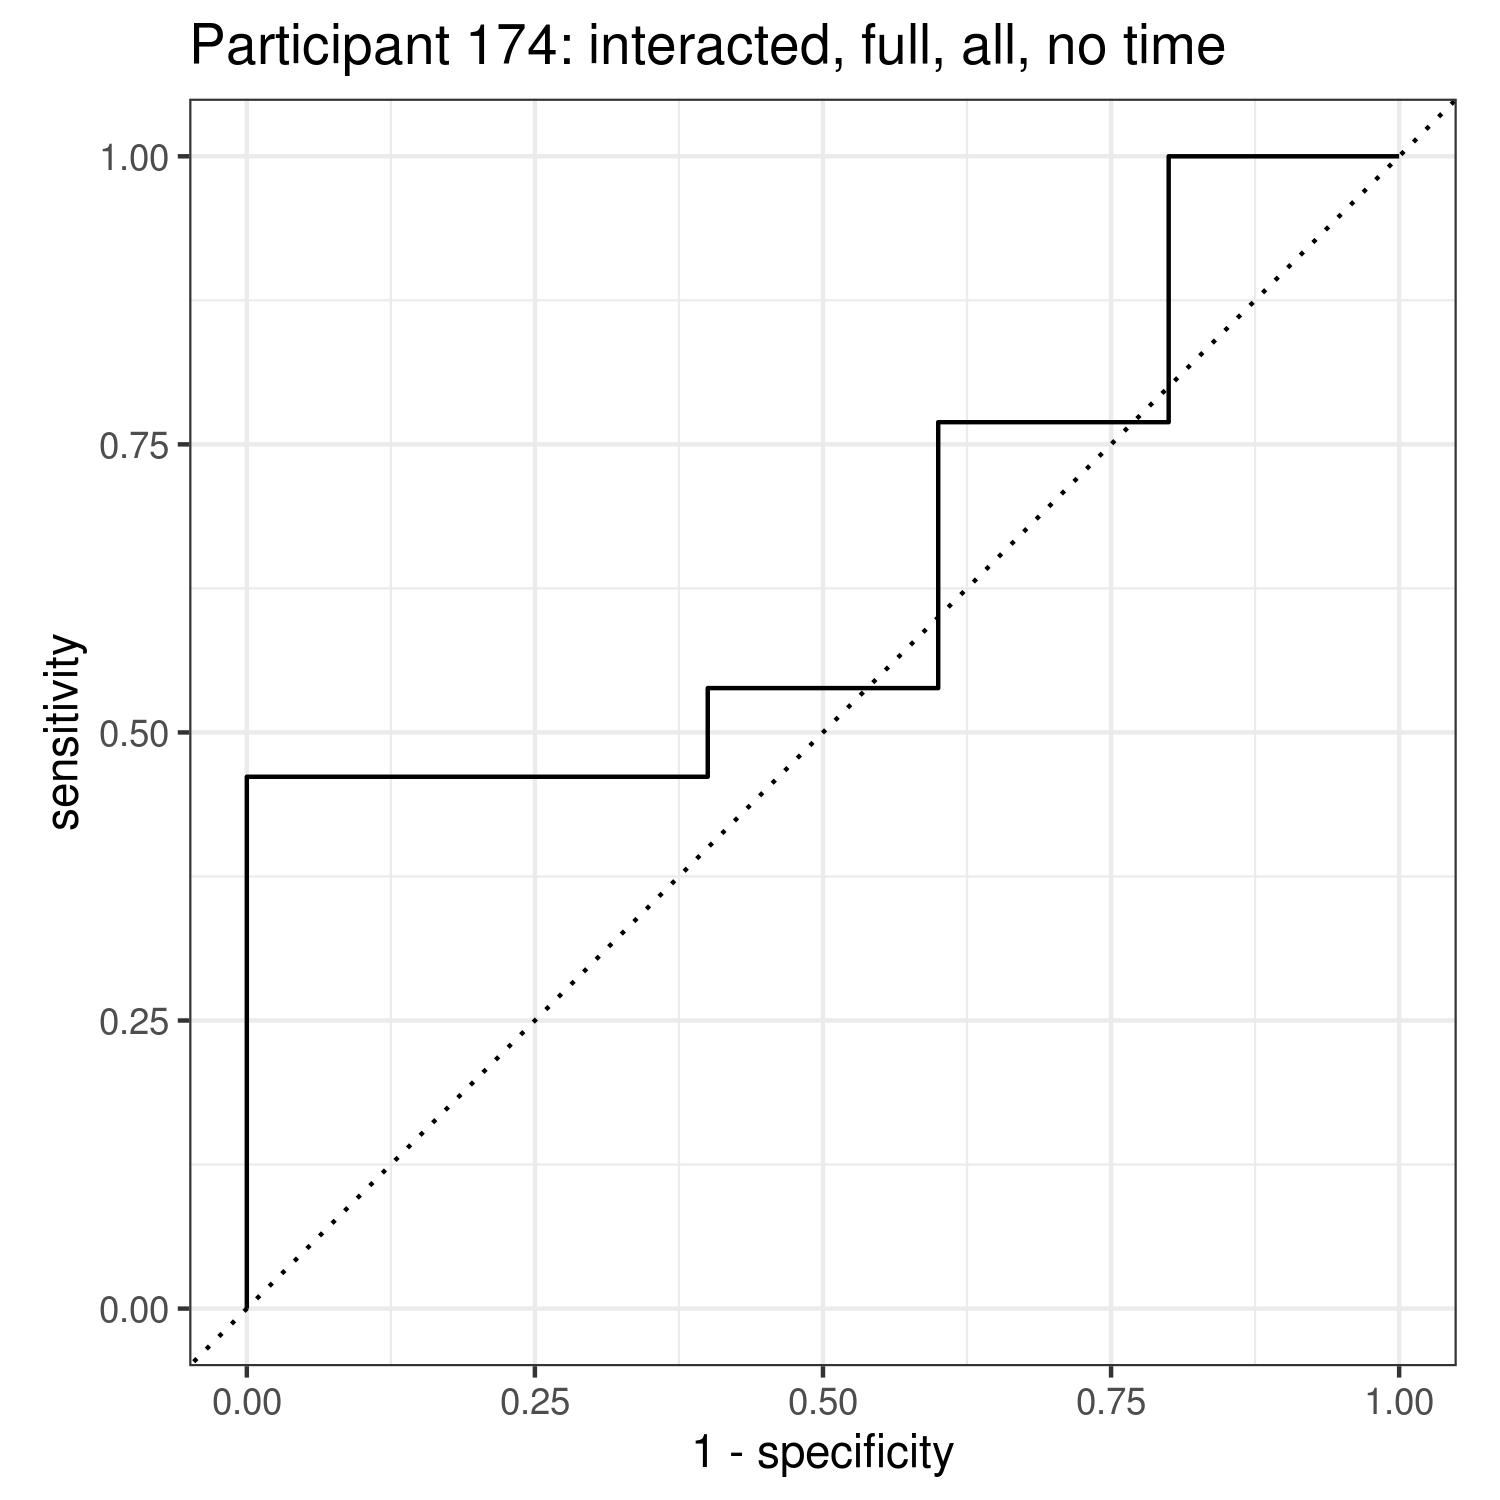 Participant 174: interacted, full, all, no time
1.00
0.75
0.50
0.25
0.00
sensitivity
0.00 0.25 0.50 0.75 1.00
1 - specificity